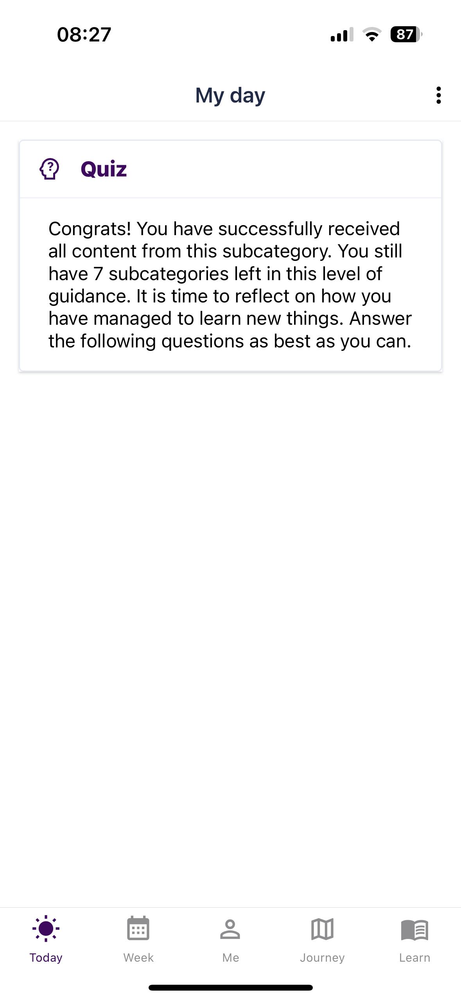 08:27
87
My day
Quiz
Congrats! You have successfully received
all content from this subcategory. You still
have 7 subcategories left in this level of
guidance. It is time to reflect on how you
have managed to learn new things. Answer
the following questions as best as you can.
Today
Week
Me
Journey
Learn